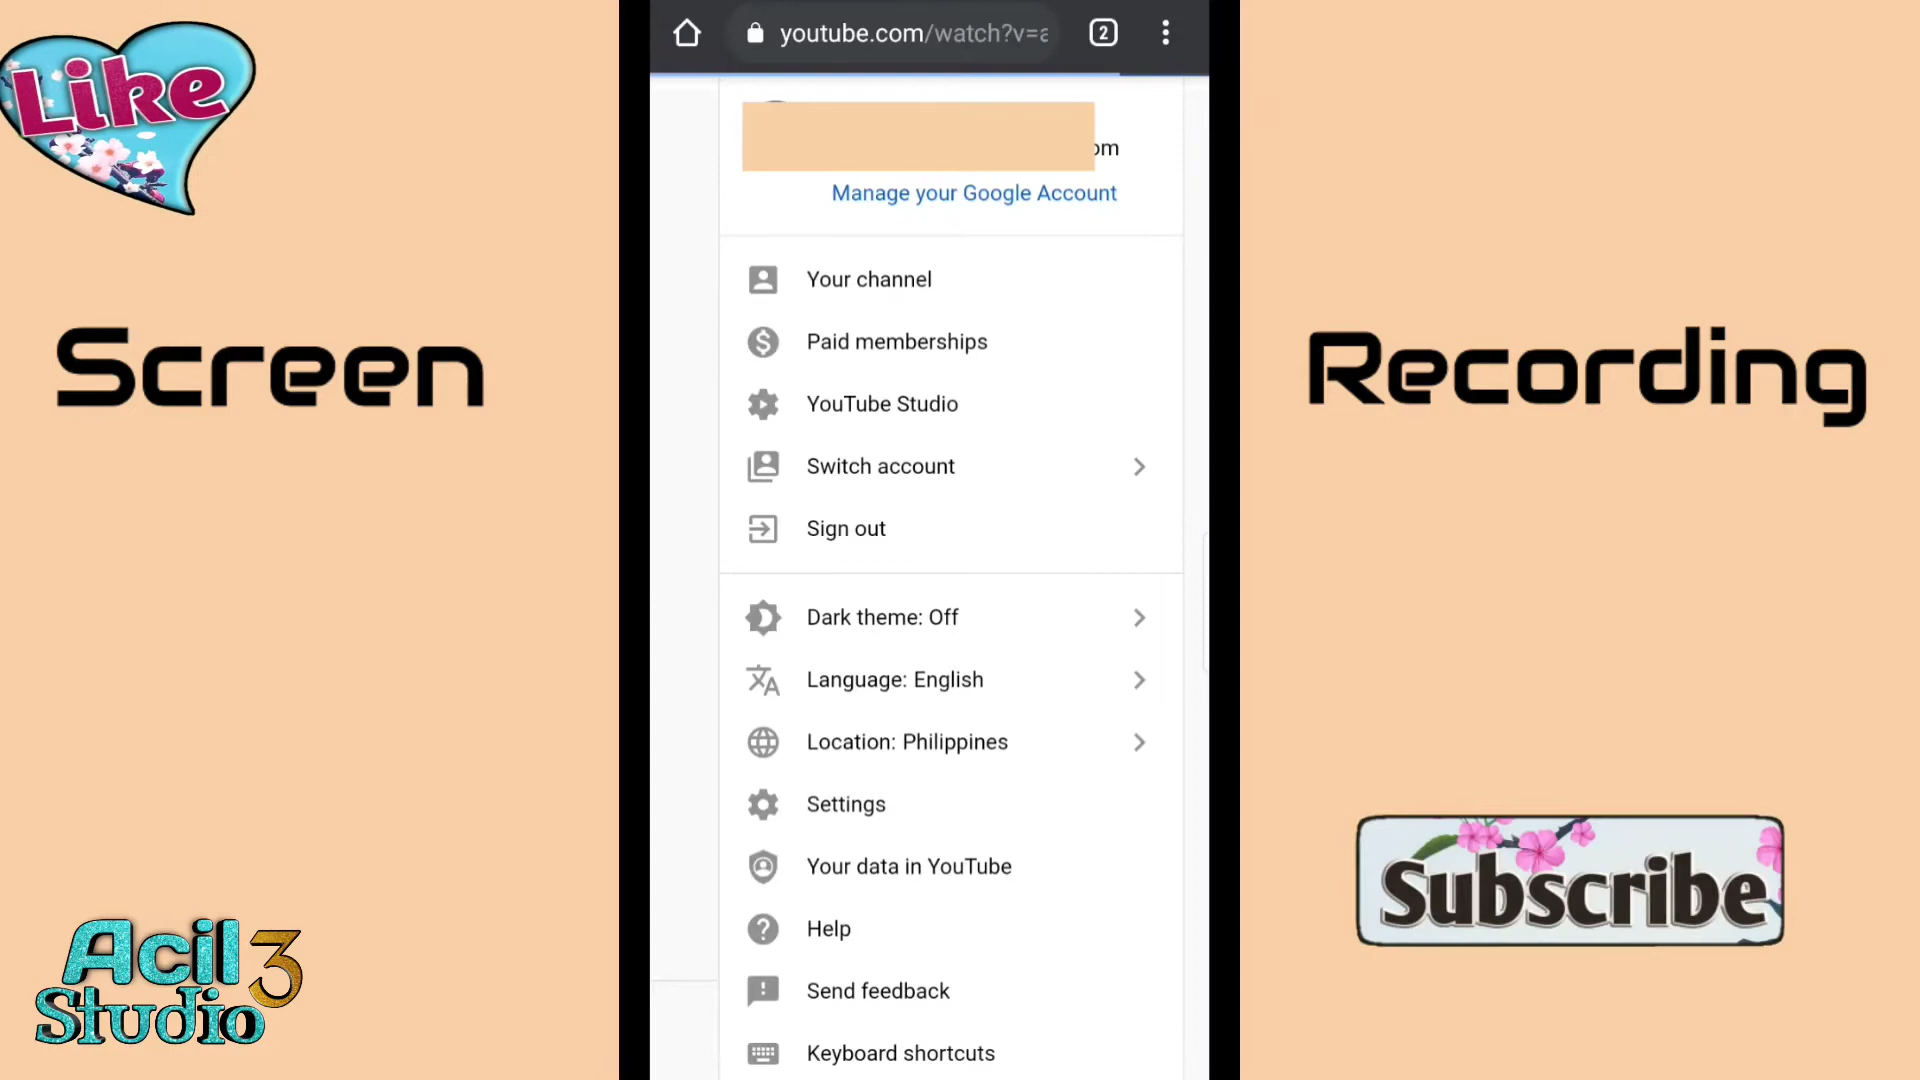 Like
Screen
Acil 3
Studio
youtube.com/watch?v=a
2
om
Manage your Google Account
Your channel
Paid memberships
YouTube Studio
Switch account
Sign out
Dark theme: Off
Language: English
Location: Philippines
Settings
Your data in YouTube
Help
Send feedback
Keyboard shortcuts
Recording
Subscribe